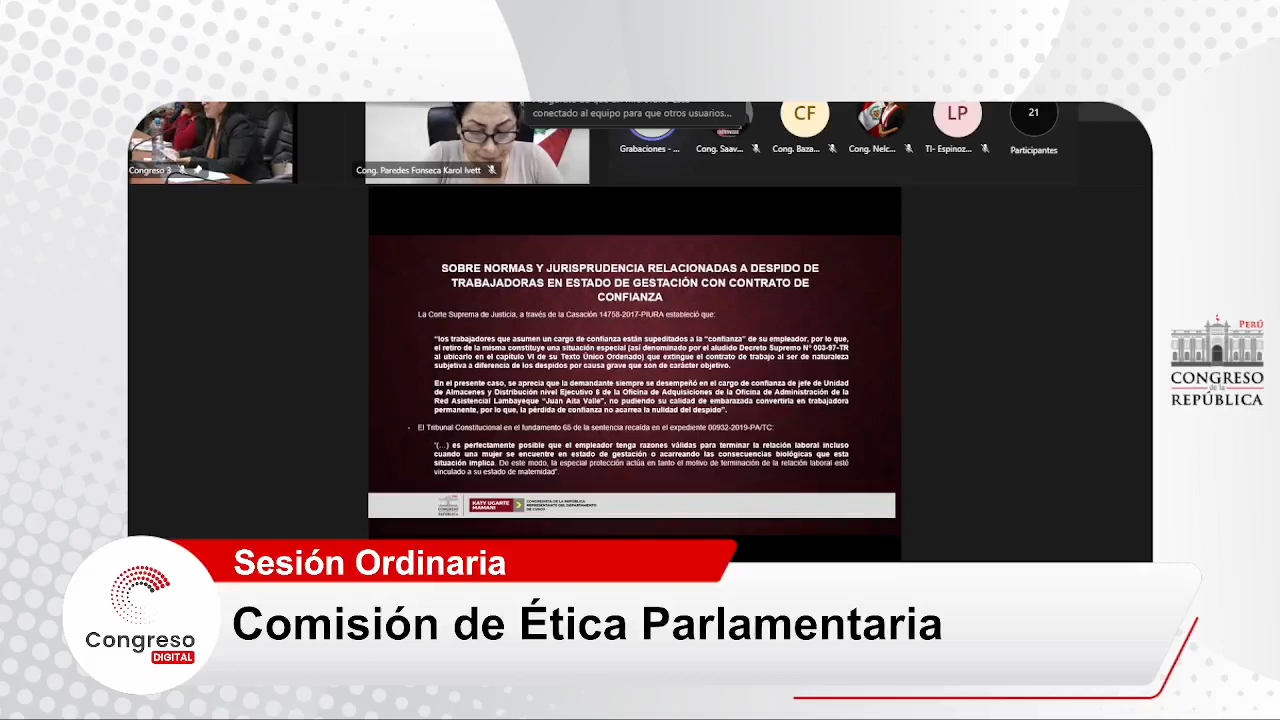 conectado al equipo para que otros usuarios...
CF
LP
21
Congreso 3
Cong. Paredes Fonseca Karol Ivett
Grabaciones - ...
Cong. Saav...
Cong. Baza...
Cong. Nelc...
TI- Espinoz...
Participantes
SOBRE NORMAS Y JURISPRUDENCIA RELACIONADAS A DESPIDO DE
TRABAJADORAS EN ESTADO DE GESTACIÓN CON CONTRATO DE
CONFIANZA
La Corte Suprema de Justicia, a través de la Casación 14758-2017-PIURA estableció que:
"los trabajadores que asumen un cargo de confianza están supeditados a la "confianza" de su empleador, por lo que,
el retiro de la misma constituye una situación especial (así denominado por el aludido Decreto Supremo N° 003-97-TR
al ubicarlo en el capítulo VI de su Texto Único Ordenado) que extingue el contrato de trabajo al ser de naturaleza
subjetiva a diferencia de los despidos por causa grave que son de carácter objetivo.
En el presente caso, se aprecia que la demandante siempre se desempeñó en el cargo de confianza de jefe de Unidad
de Almacenes y Distribución nivel Ejecutivo 6 de la Oficina de Adquisiciones de la Oficina de Administración de la
Red Asistencial Lambayeque "Juan Aita Valle", no pudiendo su calidad de embarazada convertirla en trabajadora
permanente, por lo que, la pérdida de confianza no acarrea la nulidad del despido".
- El Tribunal Constitucional en el fundamento 65 de la sentencia recaída en el expediente 00932-2019-PA/TC:
"(…) es perfectamente posible que el empleador tenga razones válidas para terminar la relación laboral incluso
cuando una mujer se encuentre en estado de gestación o acarreando las consecuencias biológicas que esta
situación implica. De este modo, la especial protección actúa en tanto el motivo de terminación de la relación laboral esté
vinculado a su estado de maternidad".
CONGRESO
REPÚBLICA
KATY UGARTE
MAMANI
CONGRESISTA DE LA REPÚBLICA
REPRESENTANTE DEL DEPARTAMENTO
DE CUSCO
PERÚ
CONGRESO
de la
REPÚBLICA
Sesión Ordinaria
Comisión de Ética Parlamentaria
Congreso
DIGITAL